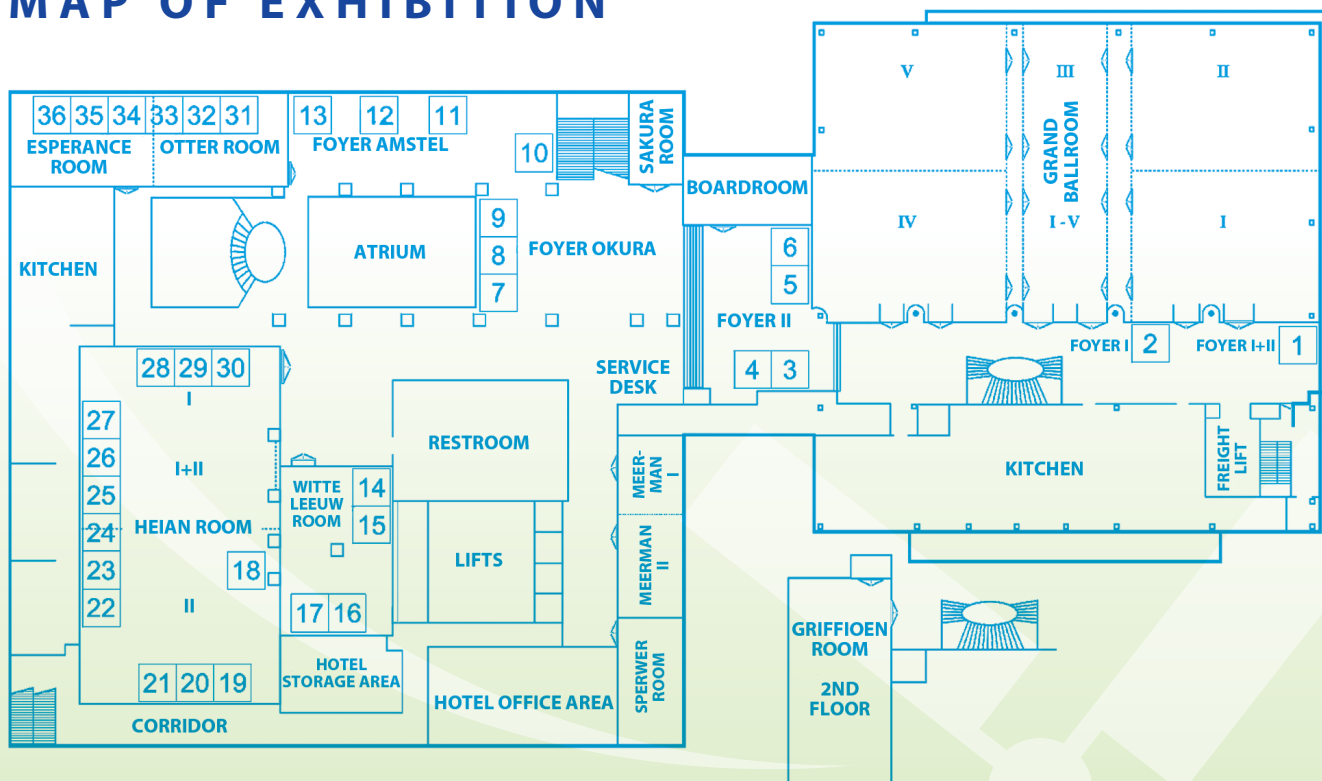 MAP OF EXHIBITION
36 35 34 33 32 31
ESPERANCE
ROOM
OTTER ROOM
13 12 11
FOYER AMSTEL
10
SAKURA
ROOM
BOARDROOM
V
III
II
GRAND
BALLROOM
IV
I - V
I
KITCHEN
ATRIUM
9
8
7
FOYER OKURA
6
5
FOYER II
4 3
FOYER I
2
FOYER I+II
1
SERVICE
DESK
28 29 30
I
27
26
25
24
23
22
I+II
HEIAN ROOM
18
II
21 20 19
CORRIDOR
WITTE
LEEUW
ROOM
14
15
17 16
HOTEL
STORAGE AREA
RESTROOM
LIFTS
HOTEL OFFICE AREA
MEER-
MAN
I
MEERMAN
II
SPERWER
ROOM
KITCHEN
FREIGHT
LIFT
GRIFFIOEN
ROOM
2ND
FLOOR